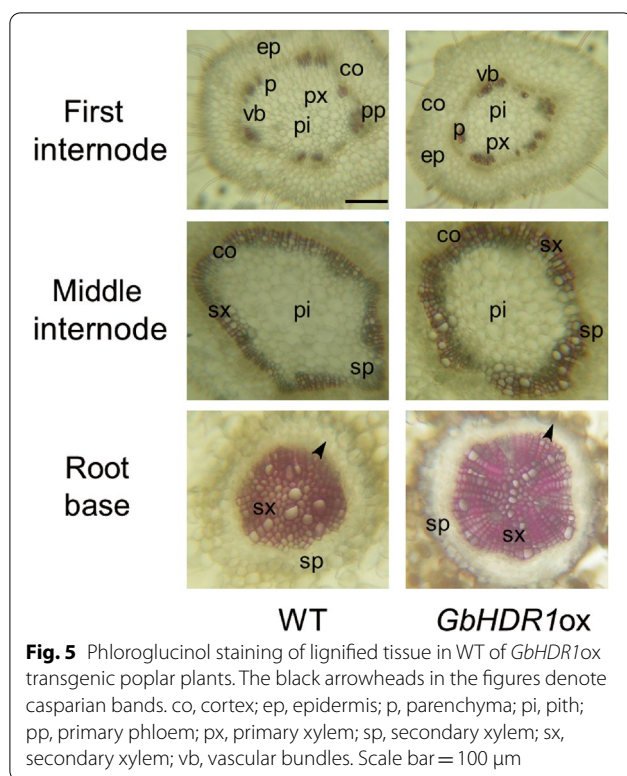 First
internode
ep
p
co
px
vb
pi
pp
vb
co
pi
p
px
ep
Middle
internode
co
sx
pi
sp
co
sx
pi
sp
Root
base
sx
sp
sp
sx
WT
GbHDR1ox
Fig. 5 Phloroglucinol staining of lignified tissue in WT of GbHDR1ox
transgenic poplar plants. The black arrowheads in the figures denote
casparian bands. co, cortex; ep, epidermis; p, parenchyma; pi, pith;
pp, primary phloem; px, primary xylem; sp, secondary xylem; sx,
secondary xylem; vb, vascular bundles. Scale bar = 100 μm